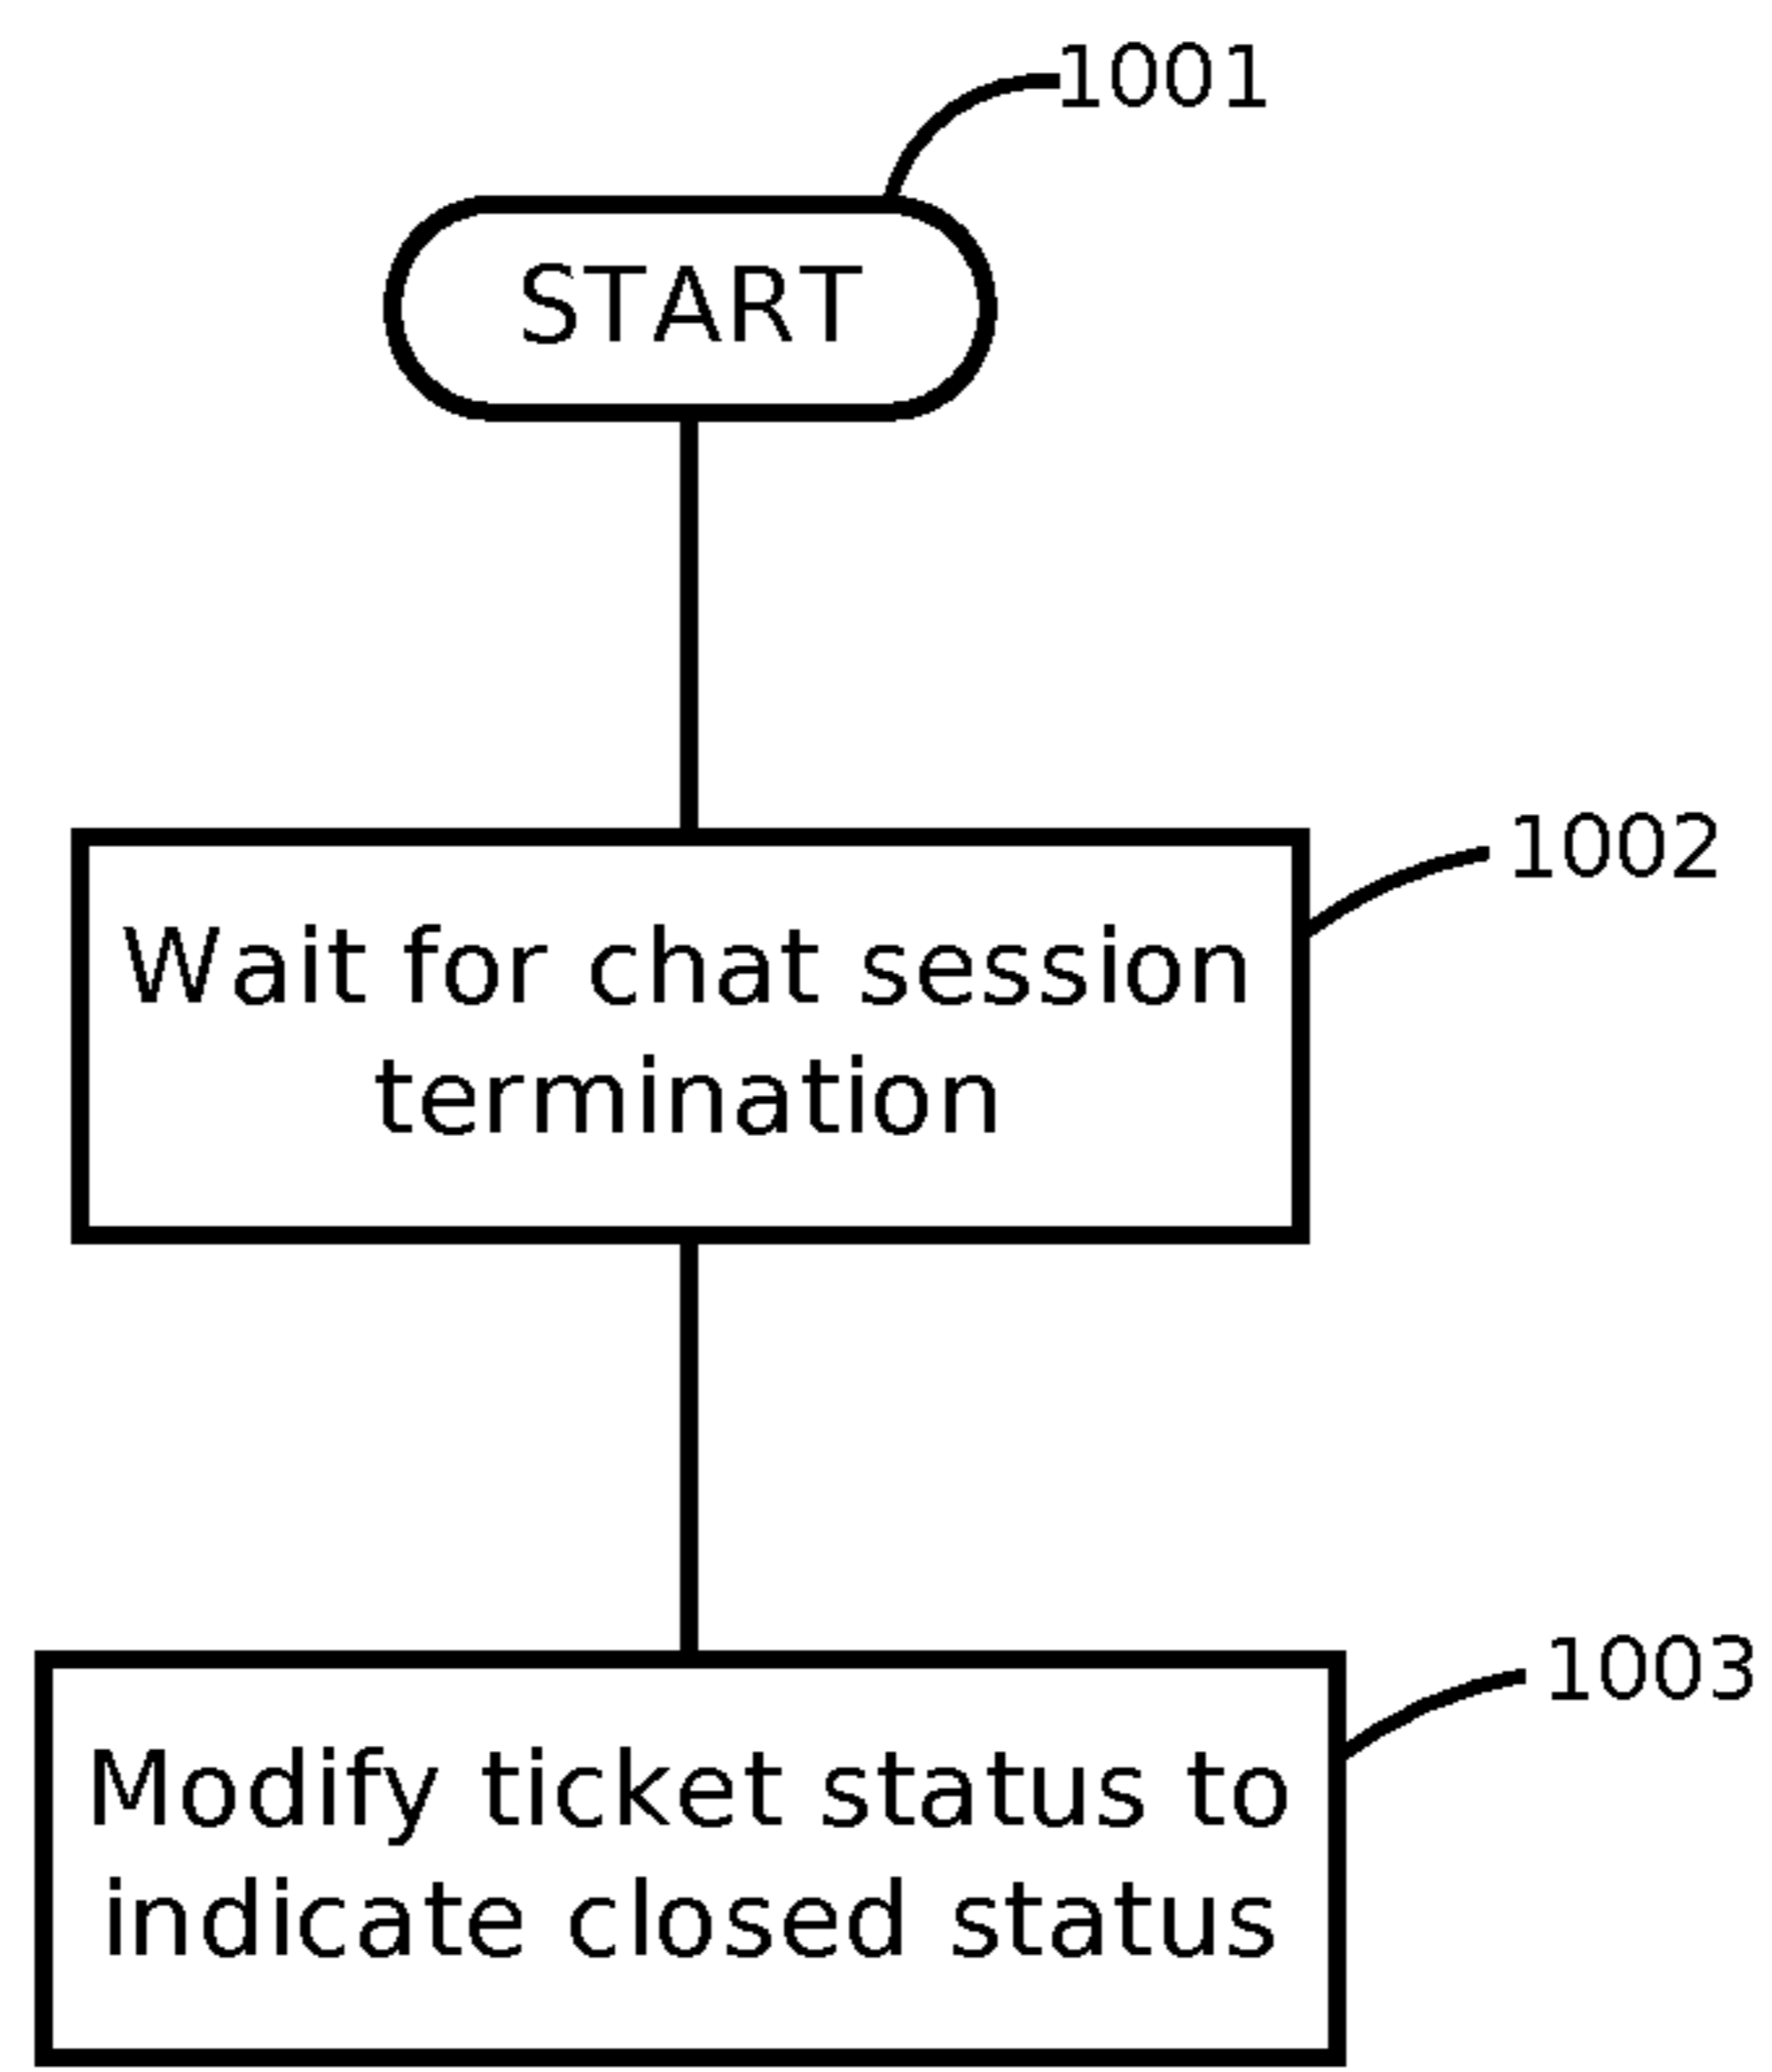 1001
START
1002
Wait for chat session
termination
1003
Modify ticket status to
indicate closed status